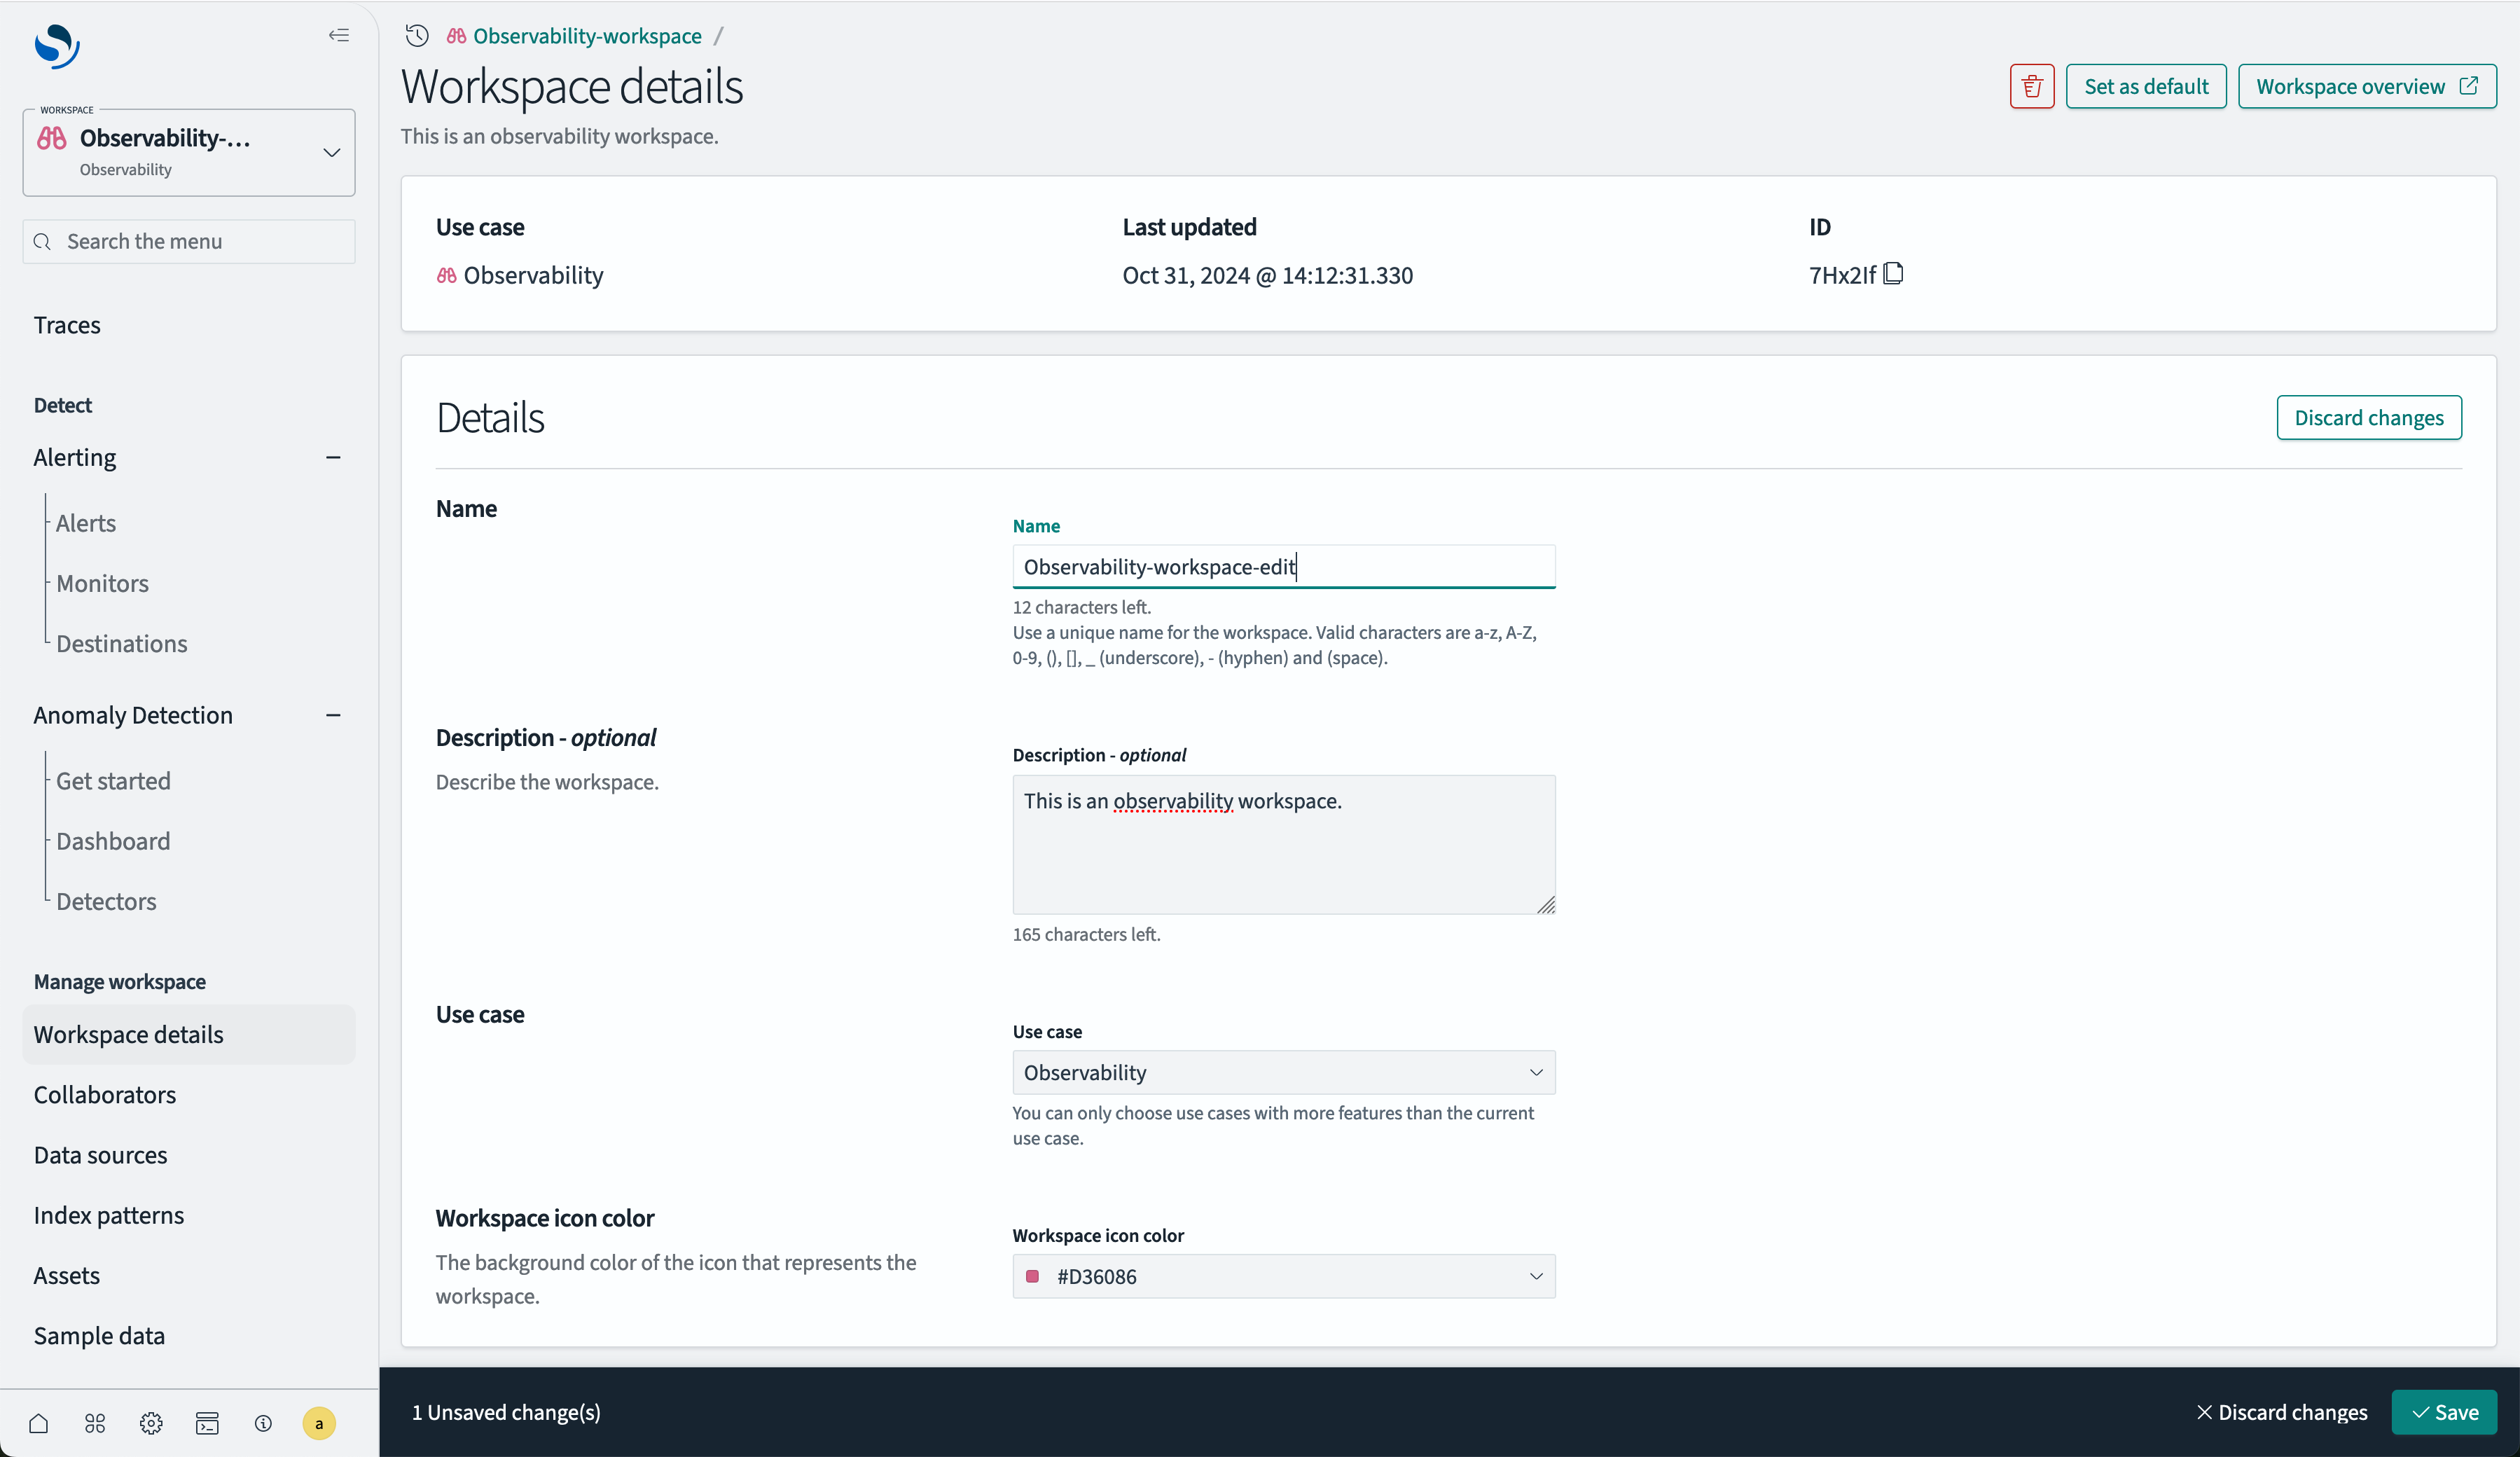 WORKSPACE
Observability-...
Observability
Search the menu
Traces
Detect
Alerting
Alerts
Monitors
Destinations
Anomaly Detection
Get started
Dashboard
Detectors
Manage workspace
Workspace details
Collaborators
Data sources
Index patterns
Assets
Sample data
a
Observability-workspace /
Workspace details
Set as default
Workspace overview
This is an observability workspace.
Use case
Last updated
ID
Observability
Oct 31, 2024 @ 14:12:31.330
7Hx2If
Details
Discard changes
Name
Name
Observability-workspace-edit
12 characters left.
Use a unique name for the workspace. Valid characters are a-z, A-Z,
0-9, (), [], _ (underscore), - (hyphen) and (space).
Description - optional
Describe the workspace.
Description - optional
This is an observability workspace.
165 characters left.
Use case
Use case
Observability
You can only choose use cases with more features than the current
use case.
Workspace icon color
The background color of the icon that represents the
workspace.
Workspace icon color
#D36086
1 Unsaved change(s)
Discard changes
Save